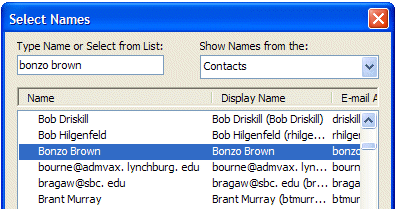 Select Names
Type Name or Select from List: Show Names from the:
bonzo brown Contacts
Name Display Name E-mail A
Bob Driskill Bob Driskill (Bob Driskill) driskill
Bob Hilgenfeld Bob Hilgenfeld (rhilge... rhilger
Bonzo Brown Bonzo Brown bonzo
bourne@admvax. lynchburg. edu bourne@admvax. lync... bourne
bragaw@sbc. edu bragaw@sbc. edu (br... bragaw
Brant Murray Brant Murray (btmurr... btmurr